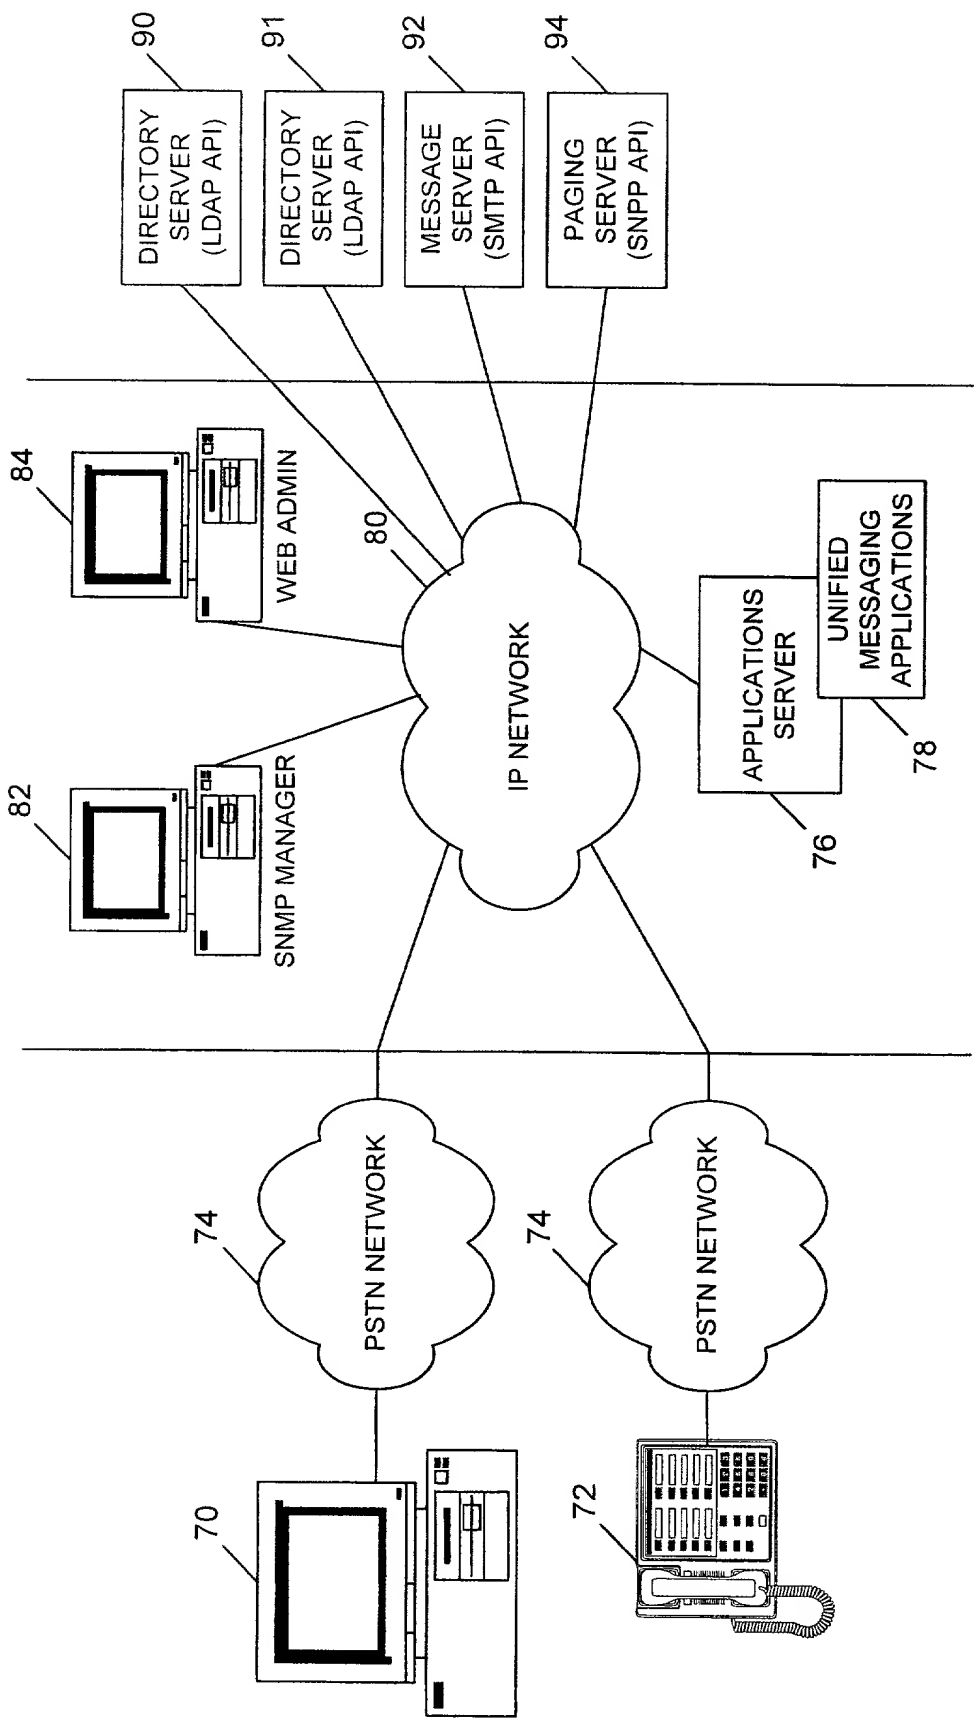 70
72
74
PSTN NETWORK
74
PSTN NETWORK
82
SNMP MANAGER
84
WEB ADMIN
80
IP NETWORK
APPLICATIONS
SERVER
76
UNIFIED
MESSAGING
APPLICATIONS
78
90
DIRECTORY
SERVER
(LDAP API)
91
DIRECTORY
SERVER
(LDAP API)
92
MESSAGE
SERVER
(SMTP API)
94
PAGING
SERVER
(SNPP API)